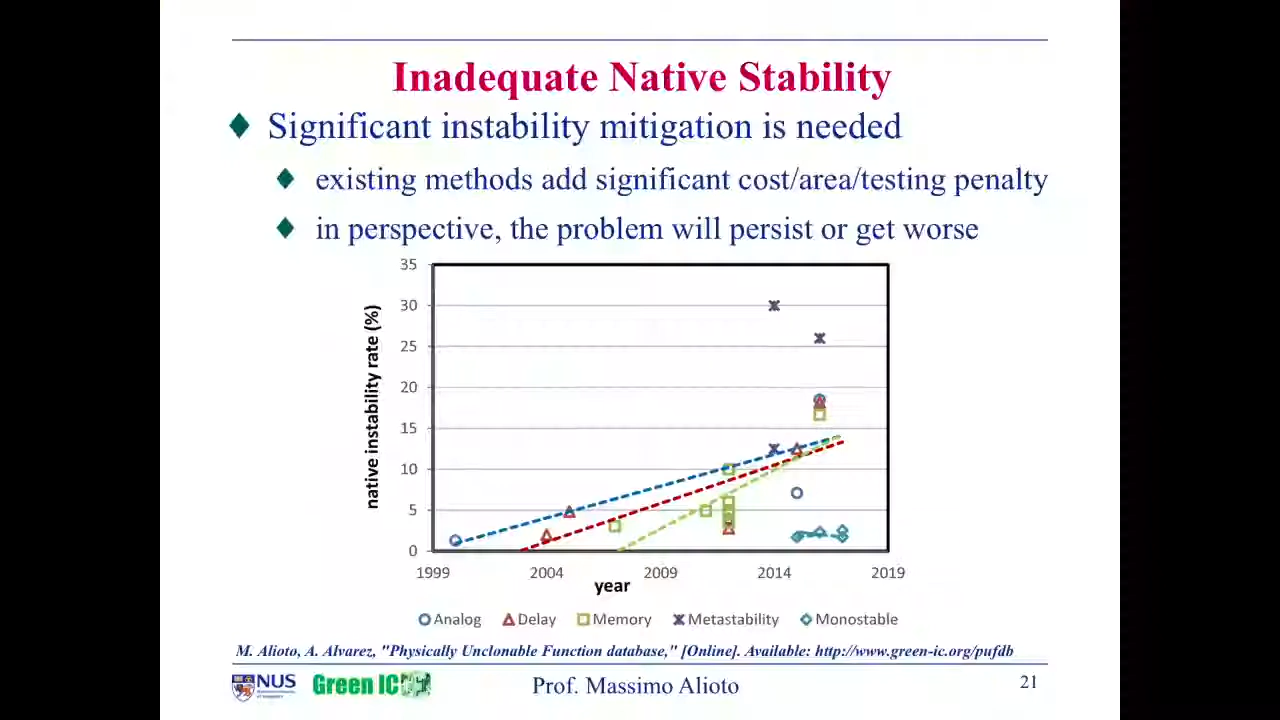 Inadequate Native Stability
Significant instability mitigation is needed
existing methods add significant cost/area/testing penalty
in perspective, the problem will persist or get worse
35
30
25
20
15
10
5
0
native instability rate (%)
1999 2004 2009 2014 2019
year
Analog Delay Memory Metastability Monostable
M. Alioto, A. Alvarez, "Physically Unclonable Function database," [Online]. Available: http://www.green-ic.org/pufdb
NUS
Green IC
Prof. Massimo Alioto
21